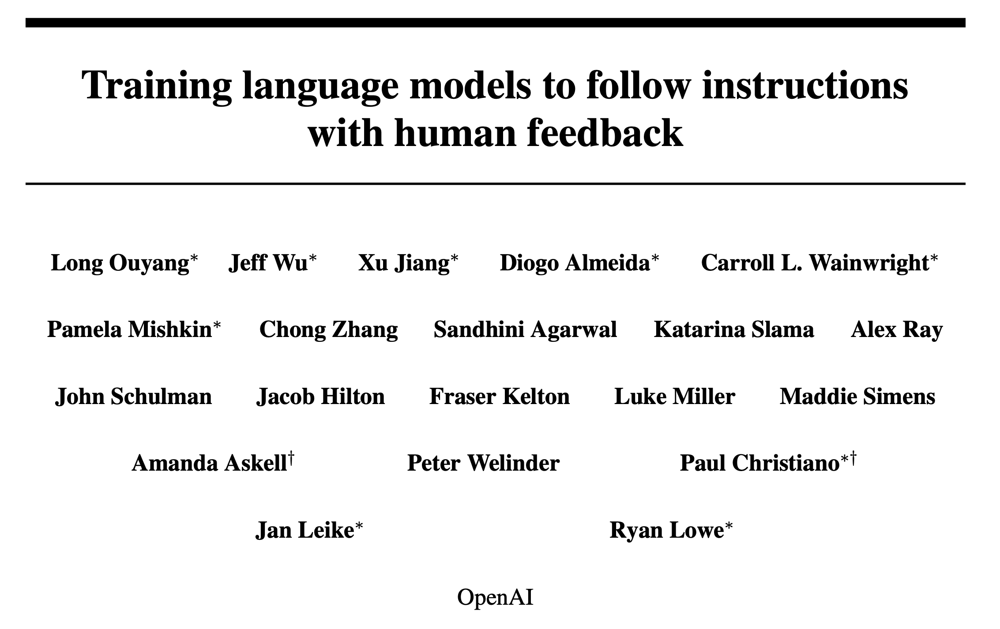 Training language models to follow instructions
with human feedback
Long Ouyang* Jeff Wu* Xu Jiang* Diogo Almeida* Carroll L. Wainwright*
Pamela Mishkin* Chong Zhang Sandhini Agarwal Katarina Slama Alex Ray
John Schulman Jacob Hilton Fraser Kelton Luke Miller Maddie Simens
Amanda Askell† Peter Welinder Paul Christiano*†
Jan Leike* Ryan Lowe*
OpenAI